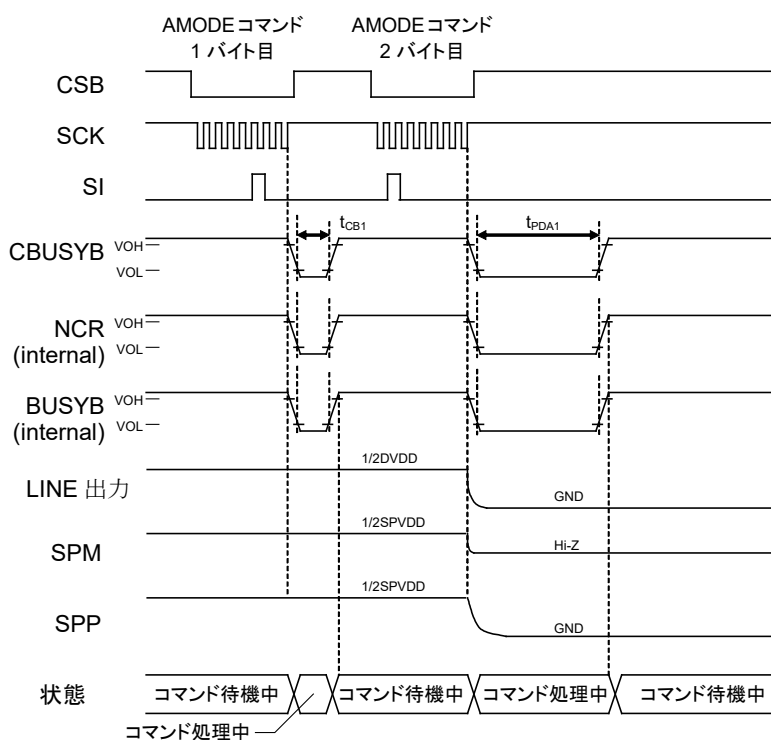 AMODEコマンド
1 バイト目
AMODEコマンド
2 バイト目
CSB
SCK
SI
tCB1
tPDA1
CBUSYB
VOH
VOL
NCR
(internal)
VOH
VOL
BUSYB
(internal)
VOH
VOL
LINE 出力
1/2DVDD
GND
SPM
1/2SPVDD
Hi-Z
SPP
1/2SPVDD
GND
状態
コマンド待機中
コマンド待機中
コマンド処理中
コマンド待機中
コマンド処理中